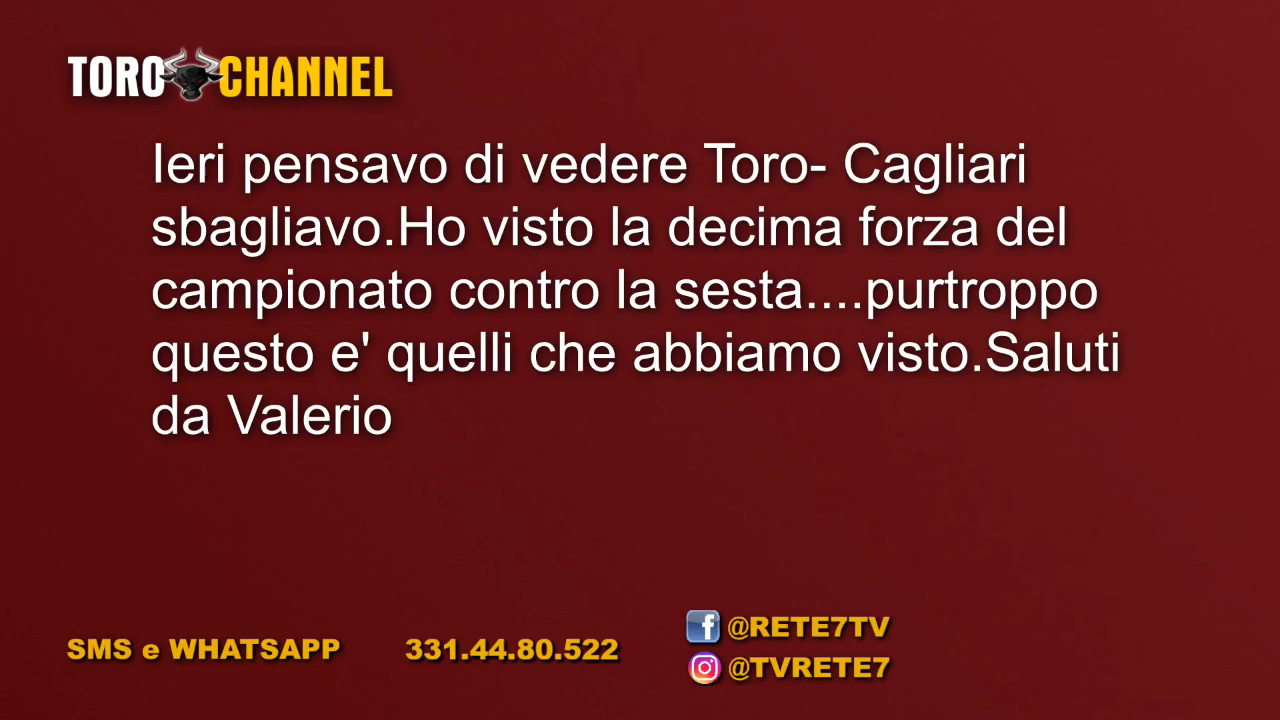 TORO CHANNEL
Ieri pensavo di vedere Toro- Cagliari
sbagliavo.Ho visto la decima forza del
campionato contro la sesta....purtroppo
questo e' quelli che abbiamo visto.Saluti
da Valerio
@RETE7TV
SMS e WHATSAPP 331.44.80.522
@TVRETE7